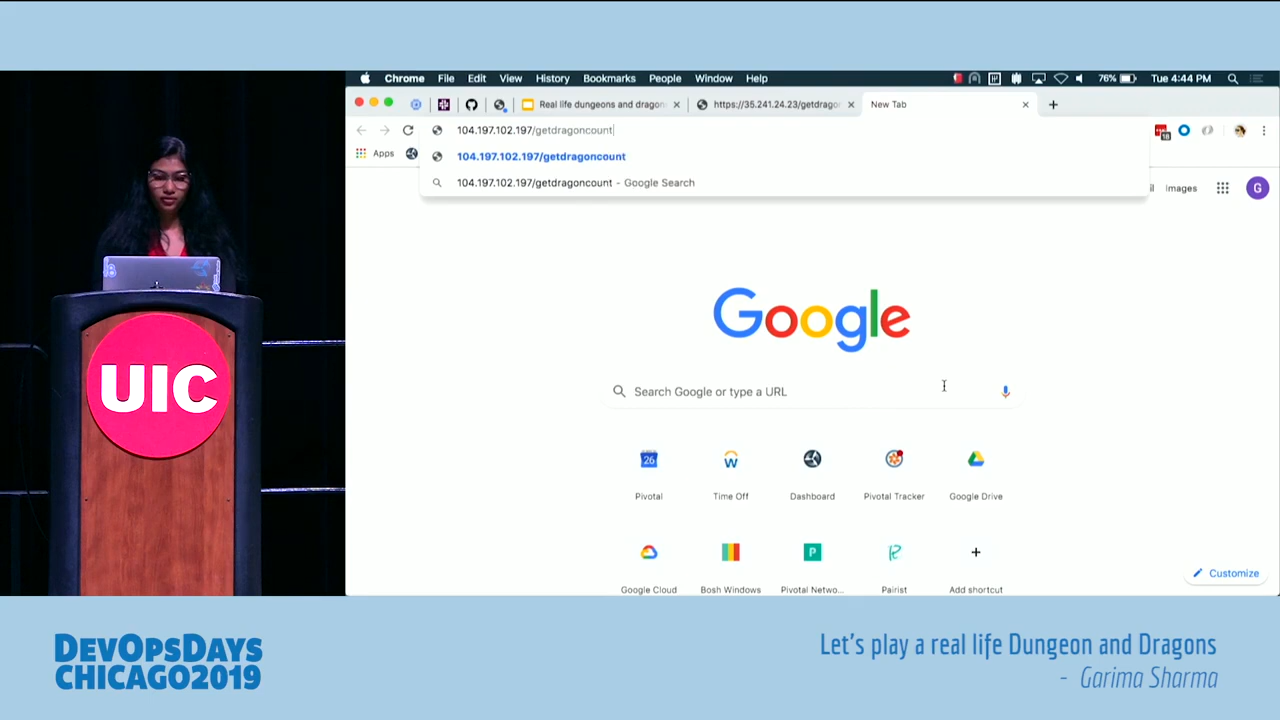 Chrome File Edit View History Bookmarks People Window Help 76% Tue 4:44 PM
Real life dungeons and dragon
https://35.241.24.23/getdrago
New Tab
104.197.102.197/getdragoncount
18
Apps
104.197.102.197/getdragoncount
104.197.102.197/getdragoncount - Google Search
il Images G
Google
Search Google or type a URL
26
Pivotal Time Off Dashboard Pivotal Tracker Google Drive
P
Google Cloud Bosh Windows Pivotal Netwo... Pairist Add shortcut
Customize
UIC
DEVOPSDAYS
CHICAGO2019
Let's play a real life Dungeon and Dragons
- Garima Sharma